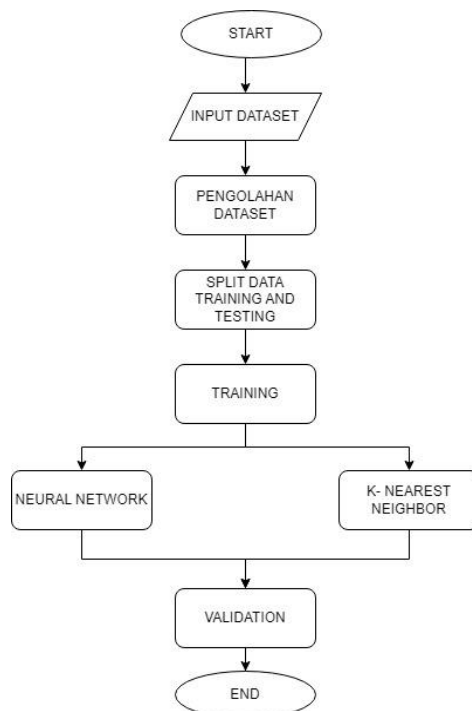 START
INPUT DATASET
PENGOLAHAN
DATASET
SPLIT DATA
TRAINING AND
TESTING
TRAINING
NEURAL NETWORK
K- NEAREST
NEIGHBOR
VALIDATION
END